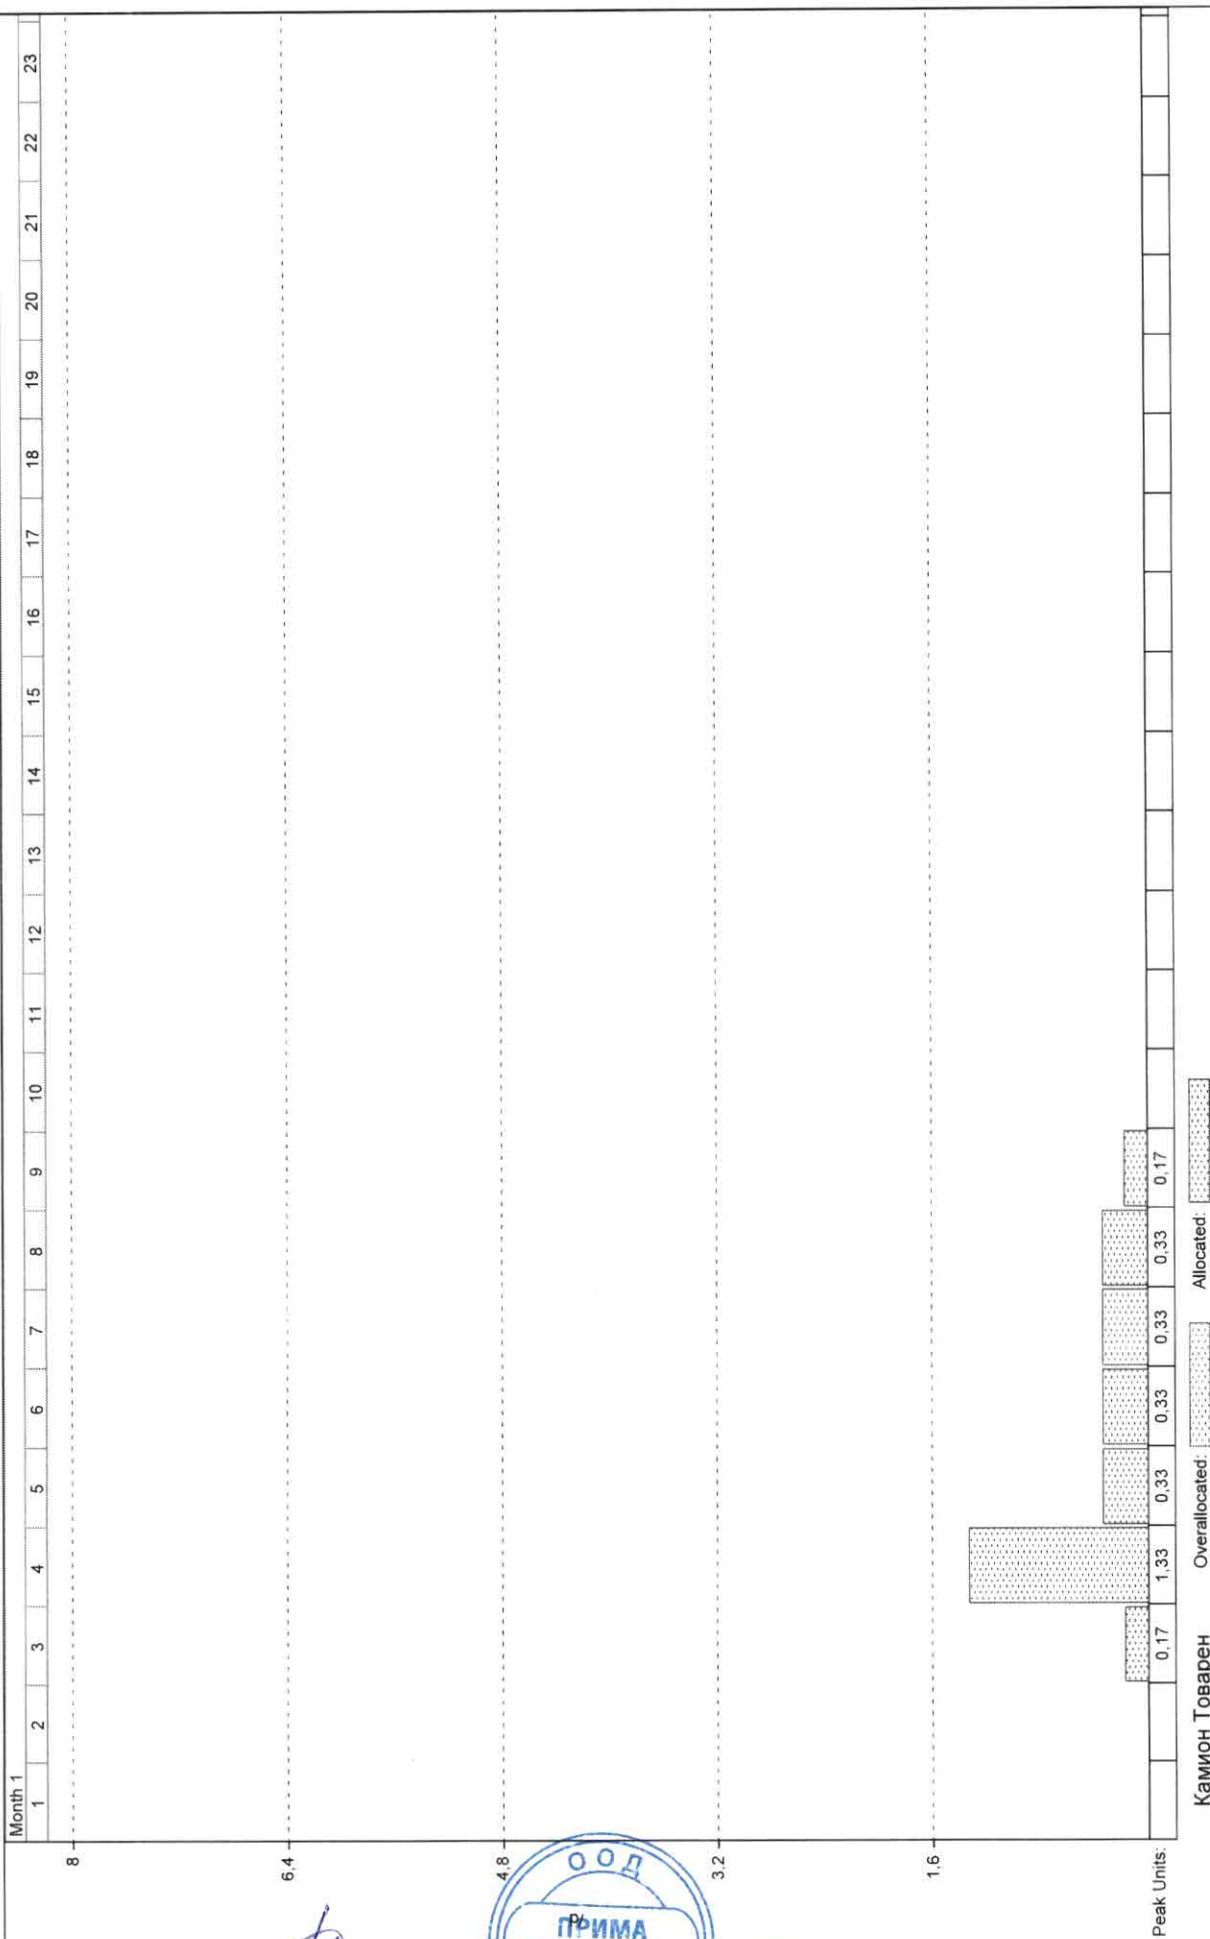 Month 1
1 2 3 4 5 6 7 8 9 10 11 12 13 14 15 16 17 18 19 20 21 22 23
8
6,4
4,8
3,2
1,6
Peak Units: 0,17 1,33 0,33 0,33 0,33 0,33 0,17
Камион Товарен Overallocated: Allocated:
ООД
ПРИМА